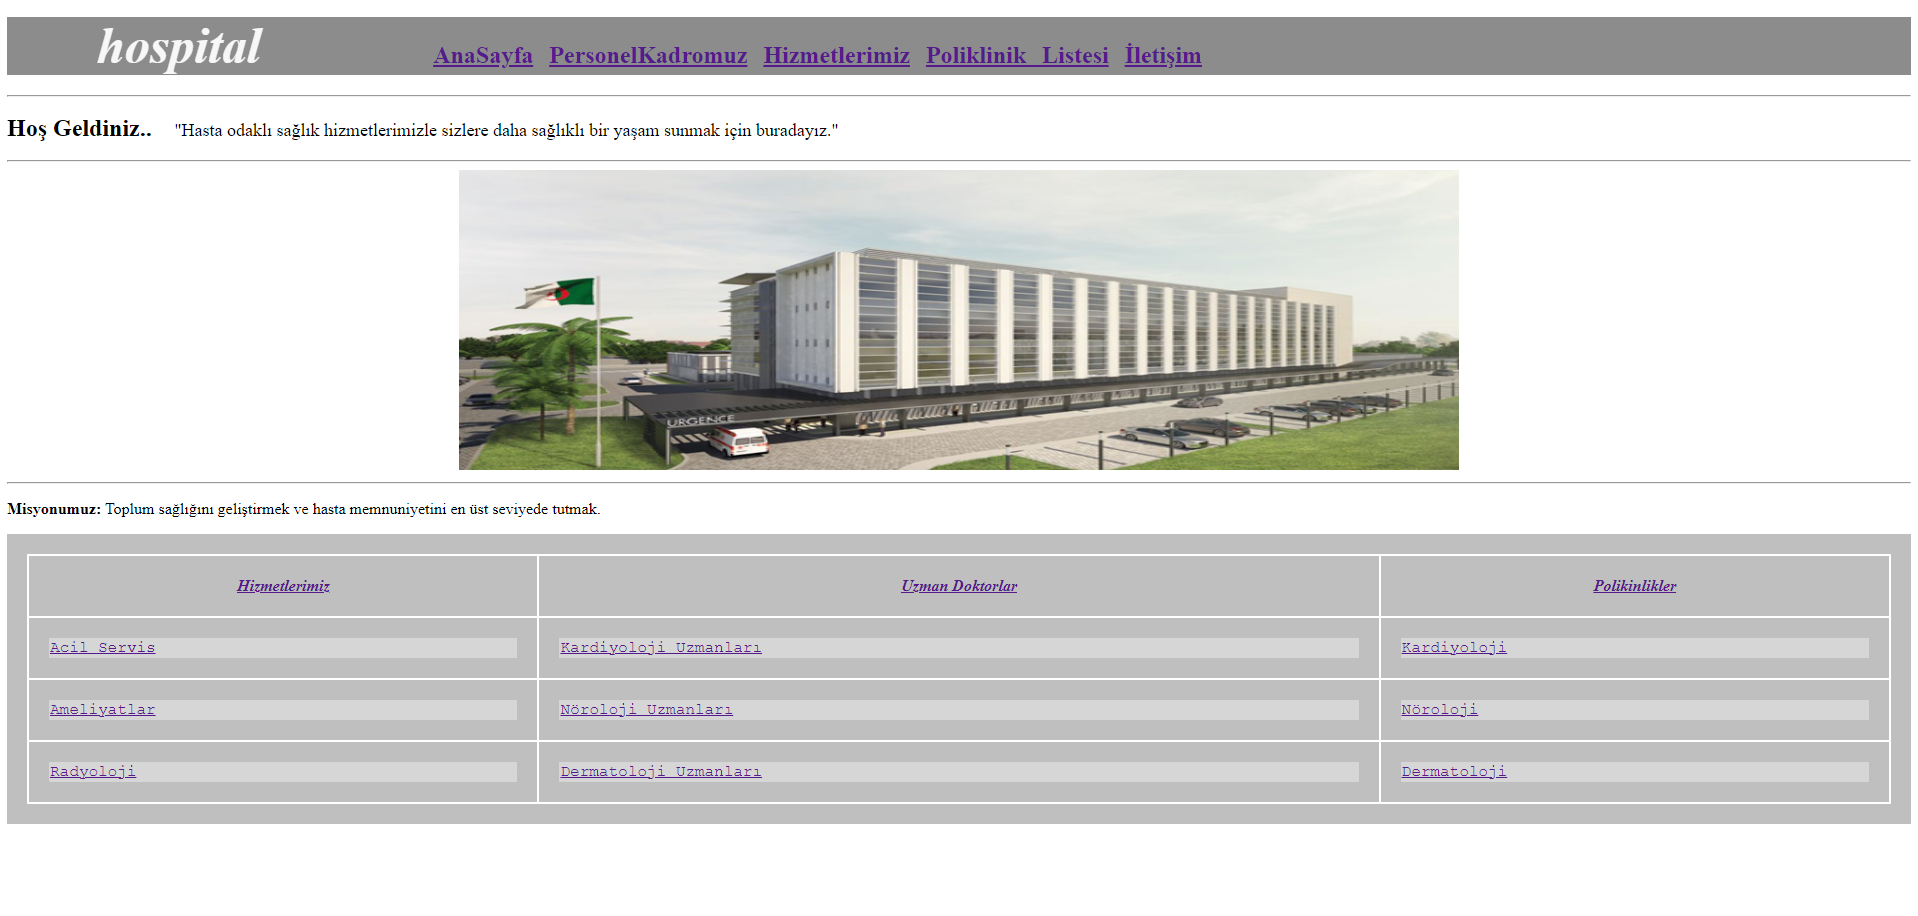 hospital
AnaSayfa PersonelKadromuz Hizmetlerimiz Poliklinik Listesi İletişim
Hoş Geldiniz.. "Hasta odaklı sağlık hizmetlerimizle sizlere daha sağlıklı bir yaşam sunmak için buradayız."
URGENCE
Misyonumuz: Toplum sağlığını geliştirmek ve hasta memnuniyetini en üst seviyede tutmak.
Hizmetlerimiz Uzman Doktorlar Polikinlikler
Acil Servis Kardiyoloji Uzmanları Kardiyoloji
Ameliyatlar Nöroloji Uzmanları Nöroloji
Radyoloji Dermatoloji Uzmanları Dermatoloji